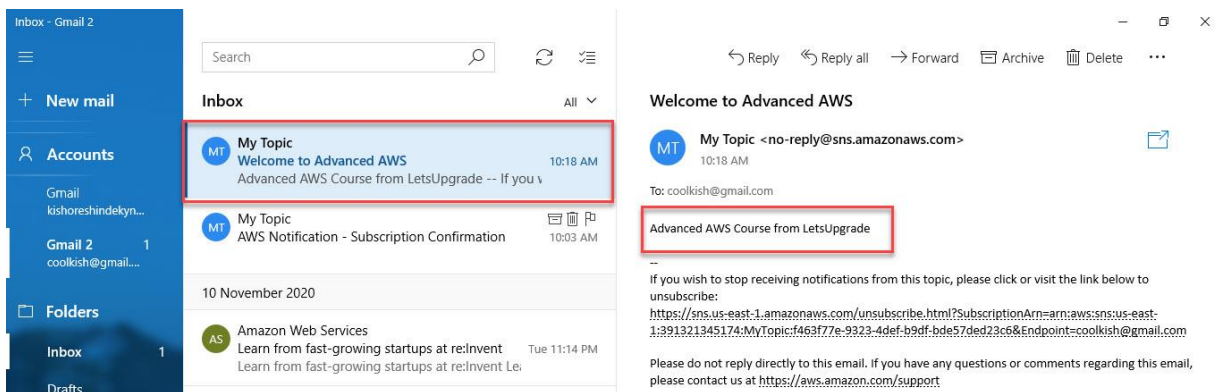 Inbox - Gmail 2
New mail
Accounts
Gmail
kishoreshindekyn...
Gmail 2 1
coolkish@gmail....
Folders
Inbox 1
Drafts
Search
Inbox All
MT My Topic
Welcome to Advanced AWS 10:18 AM
Advanced AWS Course from LetsUpgrade -- If you v
MT My Topic
AWS Notification - Subscription Confirmation 10:03 AM
10 November 2020
AS Amazon Web Services
Learn from fast-growing startups at re:Invent Tue 11:14 PM
Learn from fast-growing startups at re:Invent Le
Reply Reply all Forward Archive Delete ...
Welcome to Advanced AWS
MT My Topic <no-reply@sns.amazonaws.com>
10:18 AM
To: coolkish@gmail.com
Advanced AWS Course from LetsUpgrade
--
If you wish to stop receiving notifications from this topic, please click or visit the link below to
unsubscribe:
https://sns.us-east-1.amazonaws.com/unsubscribe.html?SubscriptionArn=arn:aws:sns:us-east-
1:391321345174:MyTopic:f463f77e-9323-4def-b9df-bde57ded23c6&Endpoint=coolkish@gmail.com
Please do not reply directly to this email. If you have any questions or comments regarding this email,
please contact us at https://aws.amazon.com/support